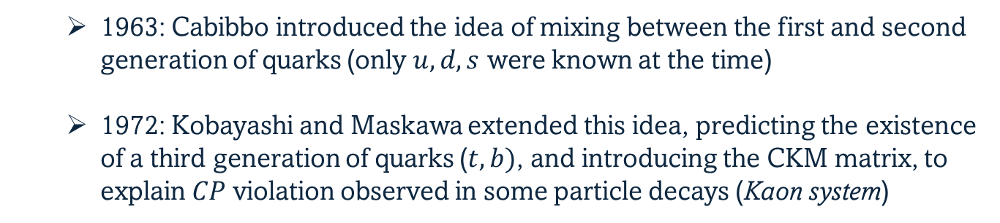 ➢ 1963: Cabibbo introduced the idea of mixing between the first and second
generation of quarks (only u, d, s were known at the time)
➢ 1972: Kobayashi and Maskawa extended this idea, predicting the existence
of a third generation of quarks (t, b), and introducing the CKM matrix, to
explain CP violation observed in some particle decays (Kaon system)